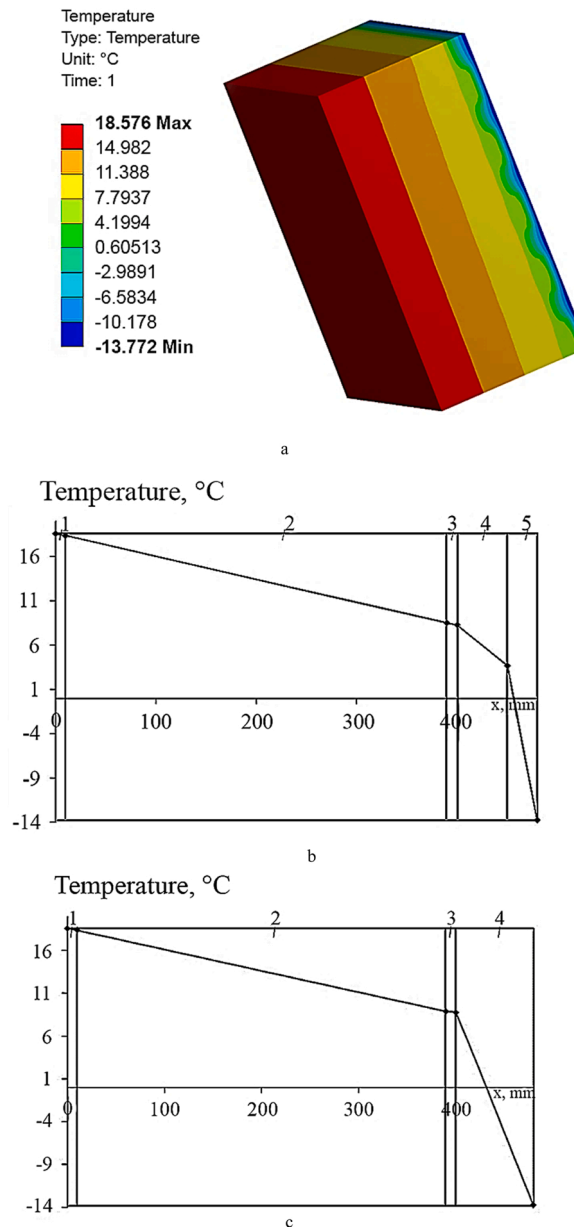 Temperature
Type: Temperature
Unit: °C
Time: 1
18.576 Max
14.982
11.388
7.7937
4.1994
0.60513
-2.9891
-6.5834
-10.178
-13.772 Min
a
Temperature, °C
1 2 3 4 5
16
11
6
1
x, mm
0 100 200 300 400
-4
-9
-14
b
Temperature, °C
1 2 3 4
16
11
6
1
x, mm
0 100 200 300 400
-4
-9
-14
c